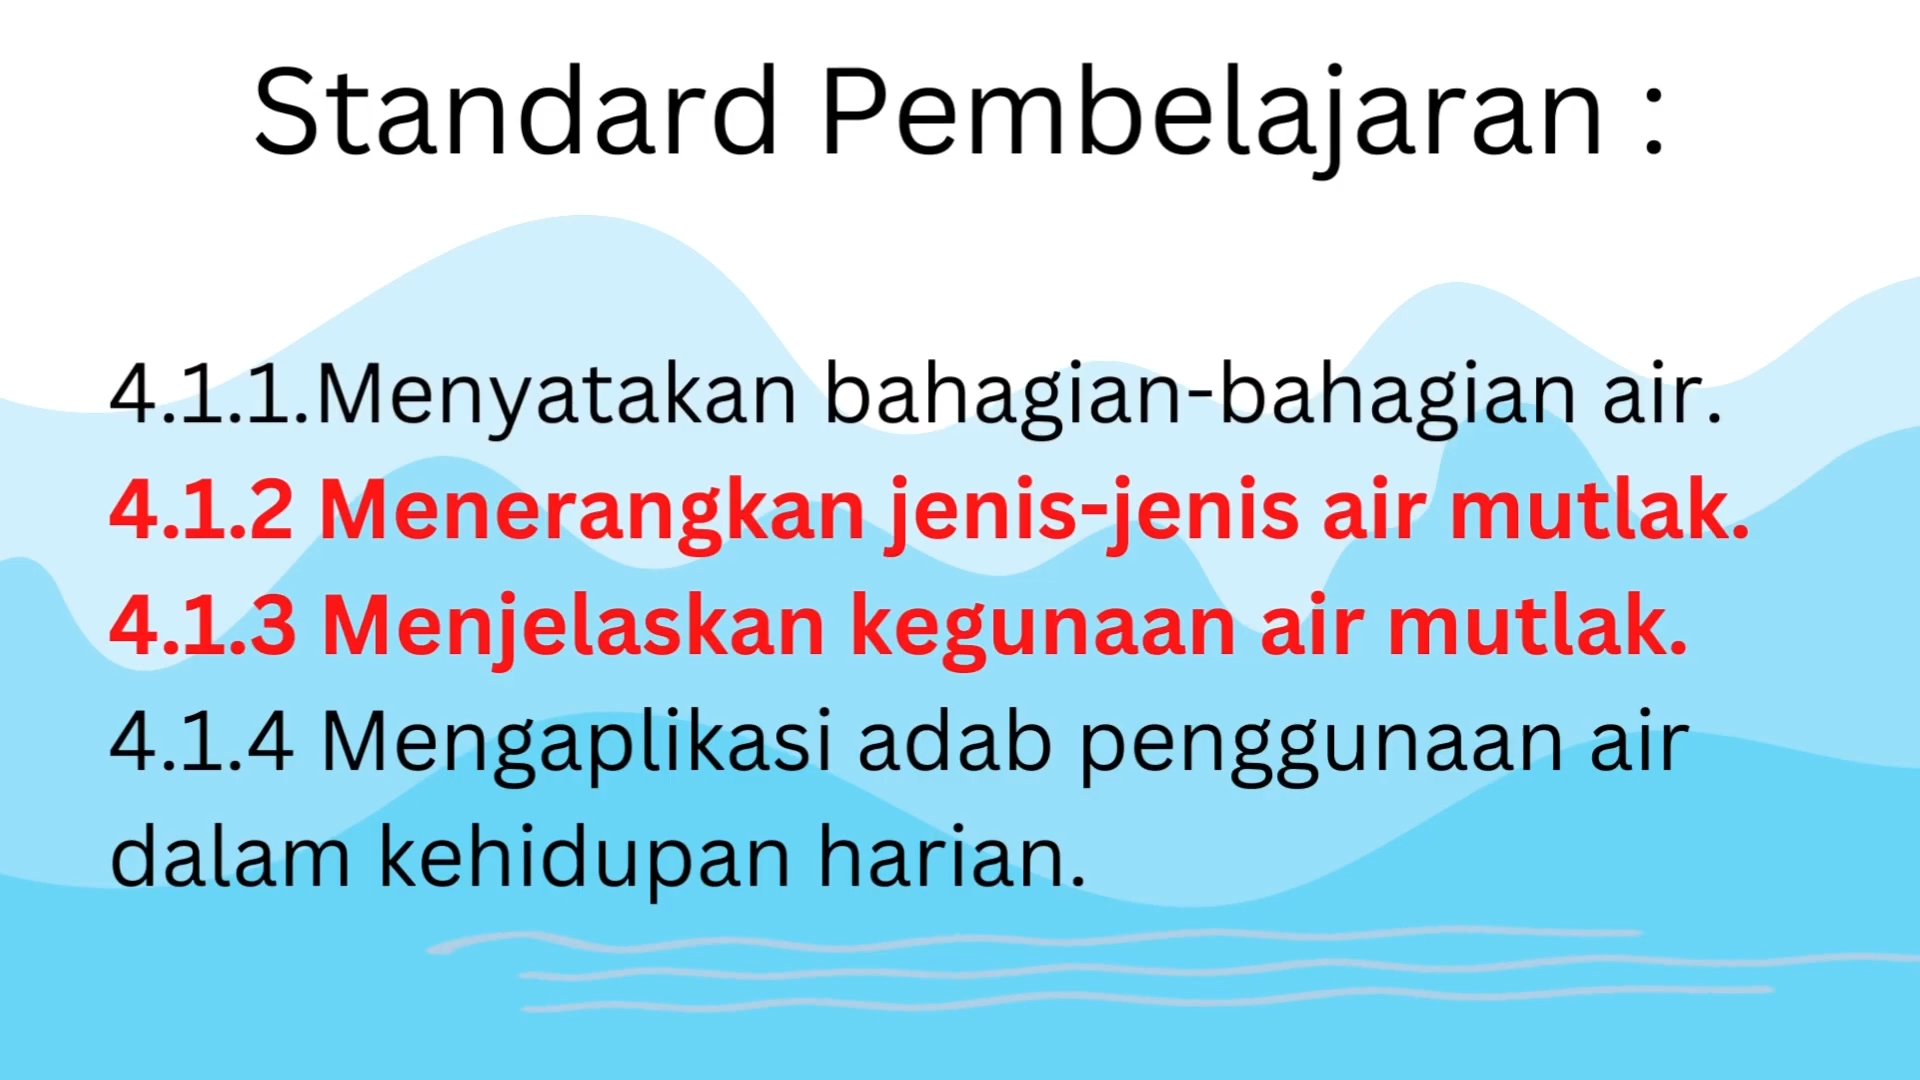 Standard Pembelajaran :
4.1.1.Menyatakan bahagian-bahagian air.
4.1.2 Menerangkan jenis-jenis air mutlak.
4.1.3 Menjelaskan kegunaan air mutlak.
4.1.4 Mengaplikasi adab penggunaan air
dalam kehidupan harian.